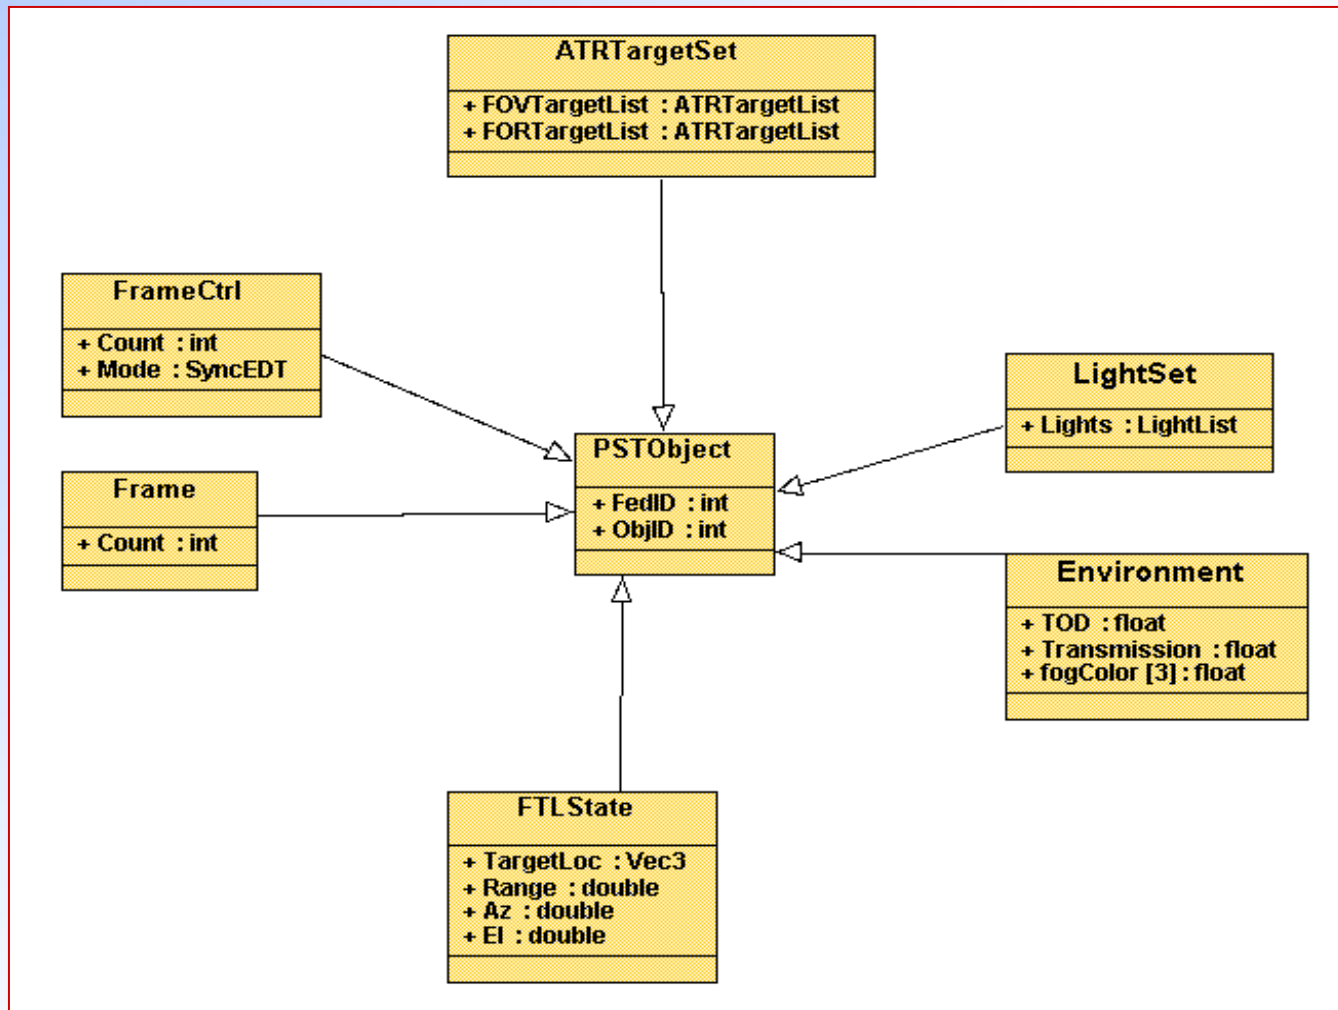 ATRTargetSet
+ FOVTargetList : ATRTargetList
+ FORTargetList : ATRTargetList
FrameCtrl
+ Count : int
+ Mode : SyncEDT
LightSet
+ Lights : LightList
PSTObject
+ FedID : int
+ ObjID : int
Frame
+ Count : int
Environment
+ TOD : float
+ Transmission : float
+ fogColor [3] : float
FTLState
+ TargetLoc : Vec3
+ Range : double
+ Az : double
+ El : double